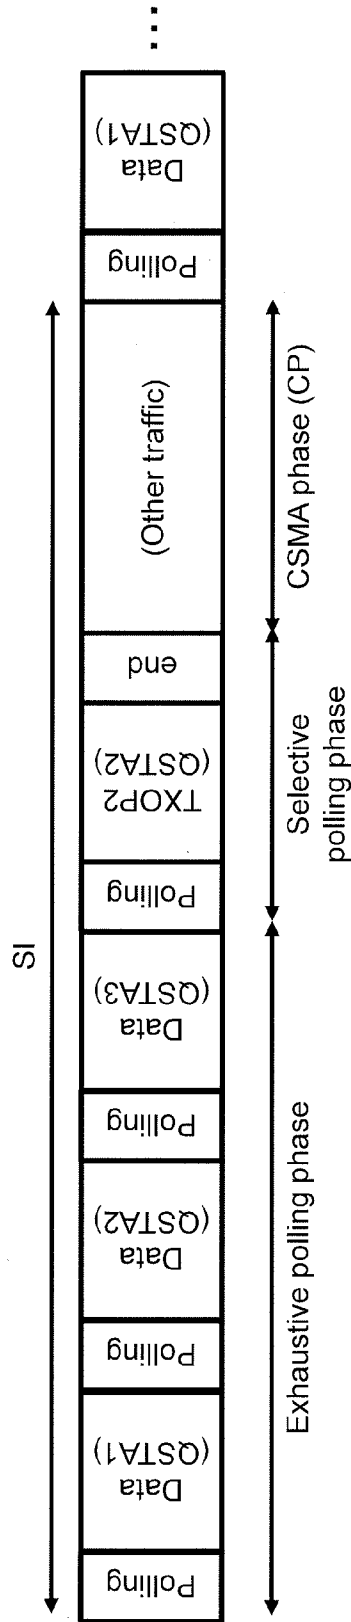 SI
Polling
Data
(QSTA1)
Polling
Data
(QSTA2)
Polling
Data
(QSTA3)
Polling
TXOP2
(QSTA2)
end
(Other traffic)
Polling
Data
(QSTA1)
...
Exhaustive polling phase
Selective
polling phase
CSMA phase (CP)